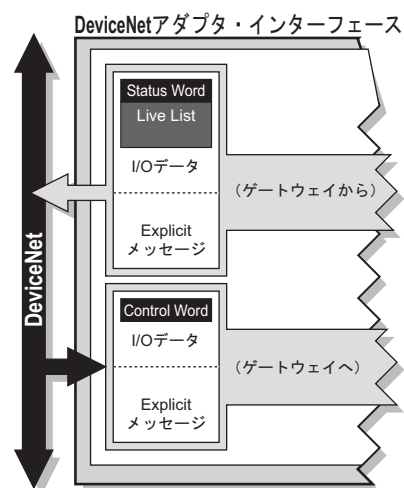 DeviceNetアダプタ・インターフェース
DeviceNet
Status Word
Live List
I/Oデータ
Explicit
メッセージ
(ゲートウェイから)
Control Word
I/Oデータ
Explicit
メッセージ
(ゲートウェイへ)